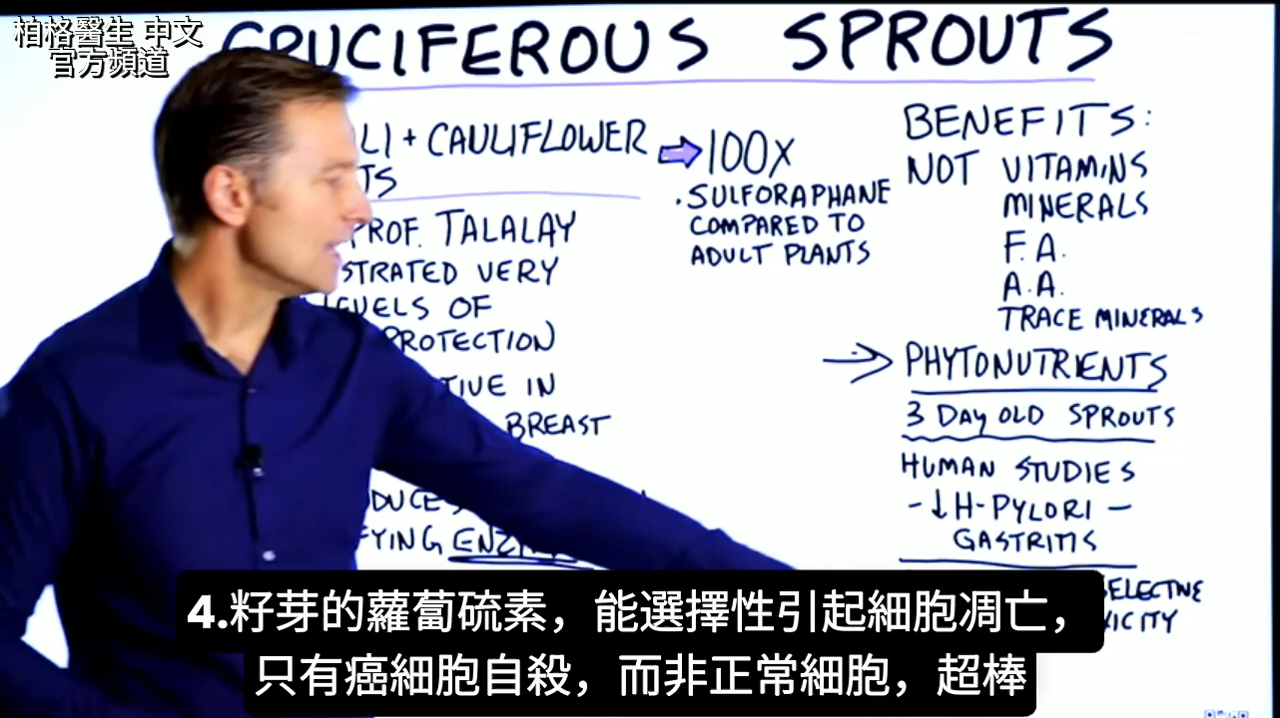 柏格醫生 中文
官方頻道
CRUCIFEROUS SPROUTS
LI + CAULIFLOWER
TS
PROF. TALALAY
STRATED VERY
LEVELS OF
PROTECTION
TIVE IN
BREAST
DUCE
FYING
100X
• SULFORAPHANE
COMPARED TO
ADULT PLANTS
BENEFITS:
NOT VITAMINS
MINERALS
F.A.
A.A.
TRACE MINERALS
→ PHYTONUTRIENTS
3 DAY OLD SPROUTS
HUMAN STUDIES
- ↓ H-PYLORI -
GASTRITIS
ELECTIVE
XICITY
4.籽芽的蘿蔔硫素，能選擇性引起細胞凋亡，
只有癌細胞自殺，而非正常細胞，超棒